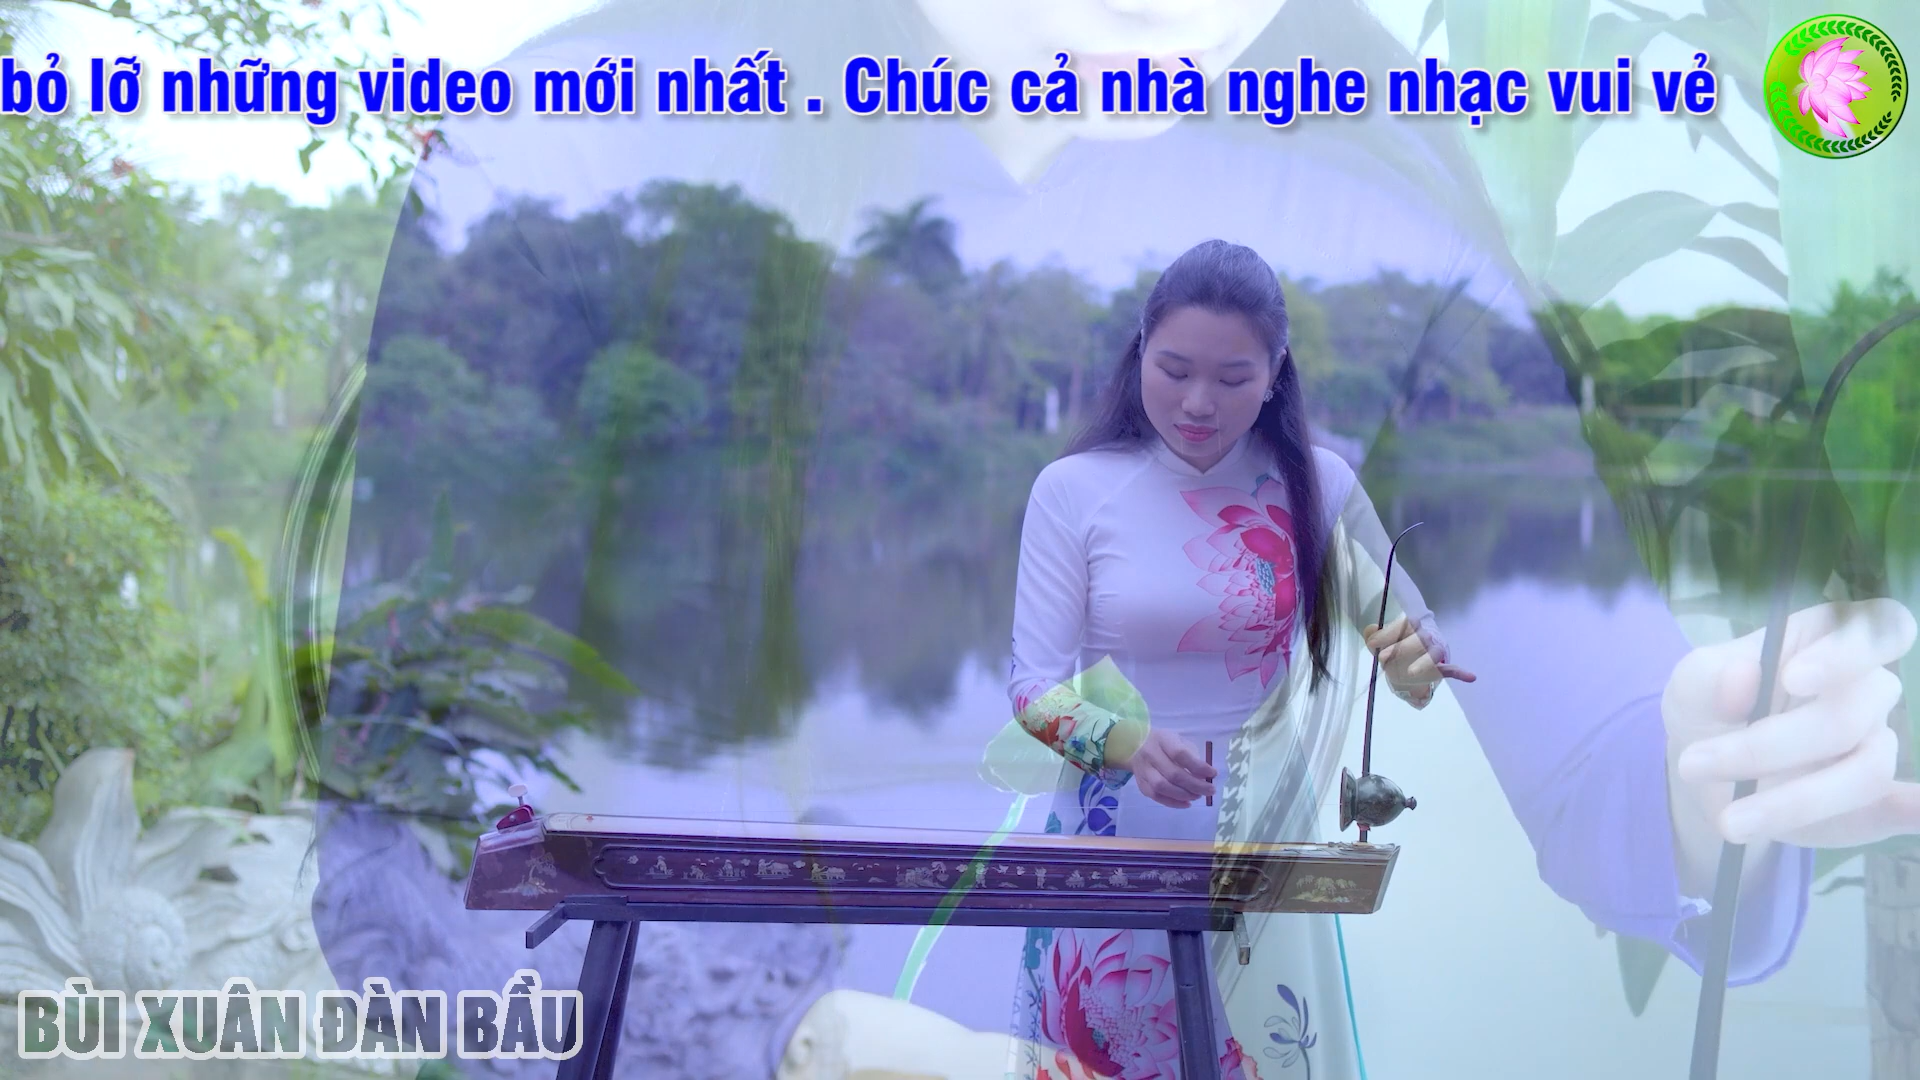 bỏ lỡ những video mới nhất . Chúc cả nhà nghe nhạc vui vẻ
BÙI XUÂN ĐÀN BẦU